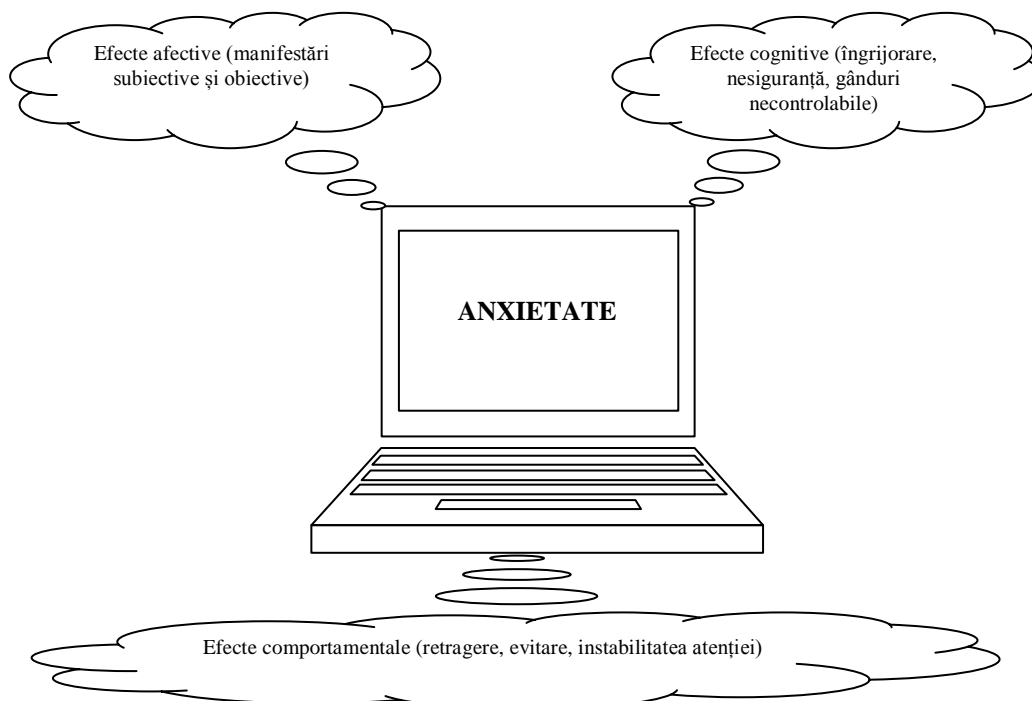 Efecte afective (manifestări
subiective și obiective)
Efecte cognitive (îngrijorare,
nesiguranță, gânduri
necontrolabile)
ANXIETATE
Efecte comportamentale (retragere, evitare, instabilitatea atenției)